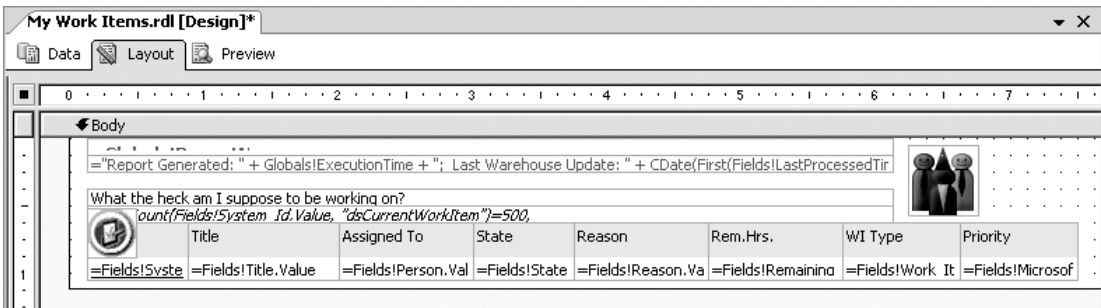 My Work Items.rdl [Design]*
Data Layout Preview
0 1 2 3 4 5 6 7
Body
="Report Generated: " + Globals!ExecutionTime + "; Last Warehouse Update: " + CDate(First(Fields!LastProcessedTir
What the heck am I suppose to be working on?
ount(Fields!System_Id.Value, "dsCurrentWorkItem")=500,
Title Assigned To State Reason Rem.Hrs. WI Type Priority
=Fields!Syste =Fields!Title.Value =Fields!Person.Val =Fields!State =Fields!Reason.Va =Fields!Remaining =Fields!Work_It =Fields!Microsof
1